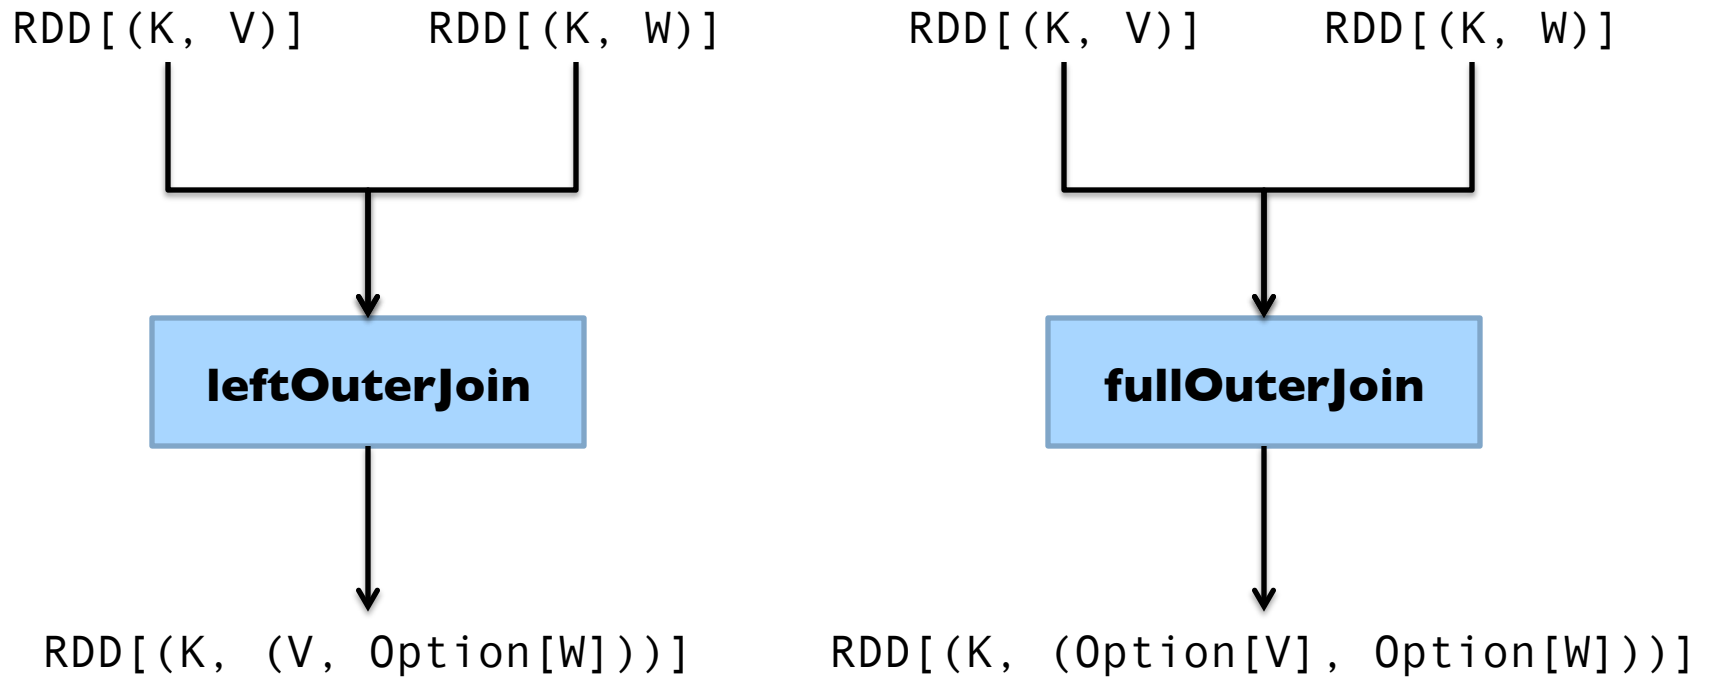 RDD[(K, V)] RDD[(K, W)] RDD[(K, V)] RDD[(K, W)]
leftOuterJoin fullOuterJoin
RDD[(K, (V, Option[W]))] RDD[(K, (Option[V], Option[W]))]